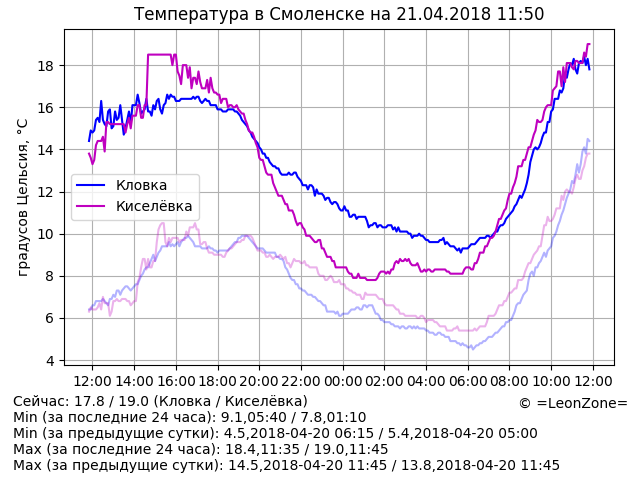 Температура в Смоленске на 21.04.2018 11:50
градусов Цельсия, °C
18
16
14
12
10
8
6
4
Кловка
Киселёвка
12:00 14:00 16:00 18:00 20:00 22:00 00:00 02:00 04:00 06:00 08:00 10:00 12:00
Сейчас: 17.8 / 19.0 (Кловка / Киселёвка)
© =LeonZone=
Min (за последние 24 часа): 9.1,05:40 / 7.8,01:10
Min (за предыдущие сутки): 4.5,2018-04-20 06:15 / 5.4,2018-04-20 05:00
Max (за последние 24 часа): 18.4,11:35 / 19.0,11:45
Max (за предыдущие сутки): 14.5,2018-04-20 11:45 / 13.8,2018-04-20 11:45